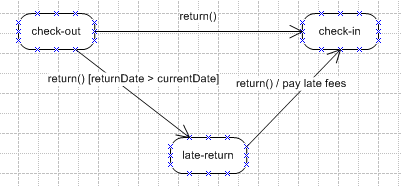 return()
check-out
check-in
return() [returnDate > currentDate]
return() / pay late fees
late-return